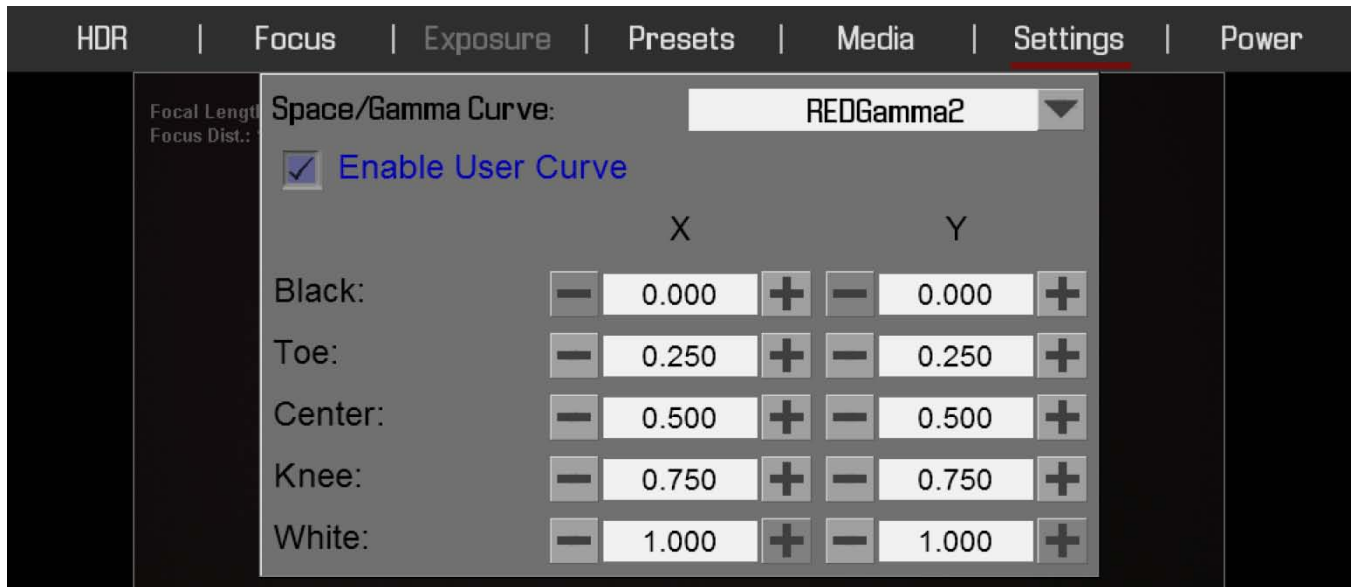 HDR | Focus | Exposure | Presets | Media | Settings | Power
Space/Gamma Curve: REDGamma2
Focal
Focus Dist.:
Enable User Curve
X Y
Black: 0.000 0.000
Toe: 0.250 0.250
Center: 0.500 0.500
Knee: 0.750 0.750
White: 1.000 1.000